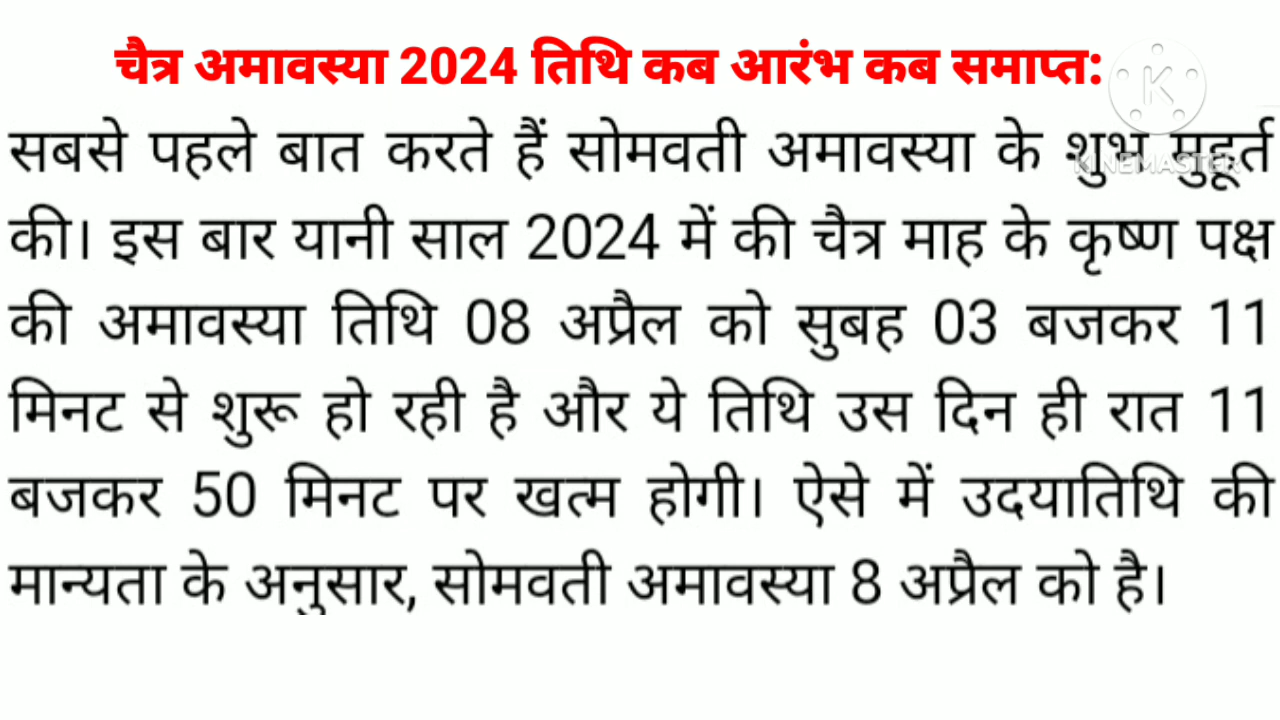 चैत्र अमावस्या 2024 तिथि कब आरंभ कब समाप्त:
सबसे पहले बात करते हैं सोमवती अमावस्या के शुभ मुहूर्त
की। इस बार यानी साल 2024 में की चैत्र माह के कृष्ण पक्ष
की अमावस्या तिथि 08 अप्रैल को सुबह 03 बजकर 11
मिनट से शुरू हो रही है और ये तिथि उस दिन ही रात 11
बजकर 50 मिनट पर खत्म होगी। ऐसे में उदयातिथि की
मान्यता के अनुसार, सोमवती अमावस्या 8 अप्रैल को है।
K
KINEMASTER